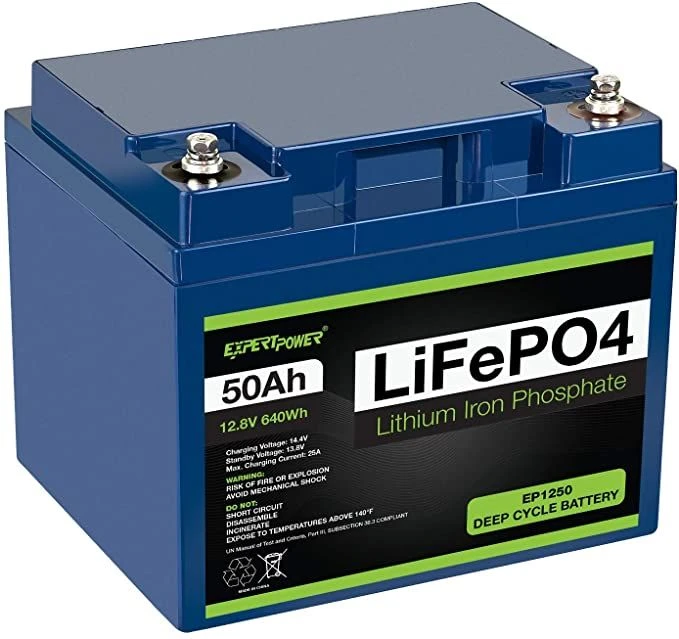 EXPERTPOWER®
50Ah
12.8V 640Wh
LiFePO4
Lithium Iron Phosphate
Charging Voltage: 14.4V
Standby Voltage: 13.8V
Max. Charging Current: 25A
WARNING:
RISK OF FIRE OR EXPLOSION
AVOID MECHANICAL SHOCK
DO NOT:
SHORT CIRCUIT
DISASSEMBLE
INCINERATE
EXPOSE TO TEMPERATURES ABOVE 140°F
UN Manual of Test and Criteria, Part III, SUBSECTION 38.3 COMPLIANT
EP1250
DEEP CYCLE BATTERY
MADE IN CHINA